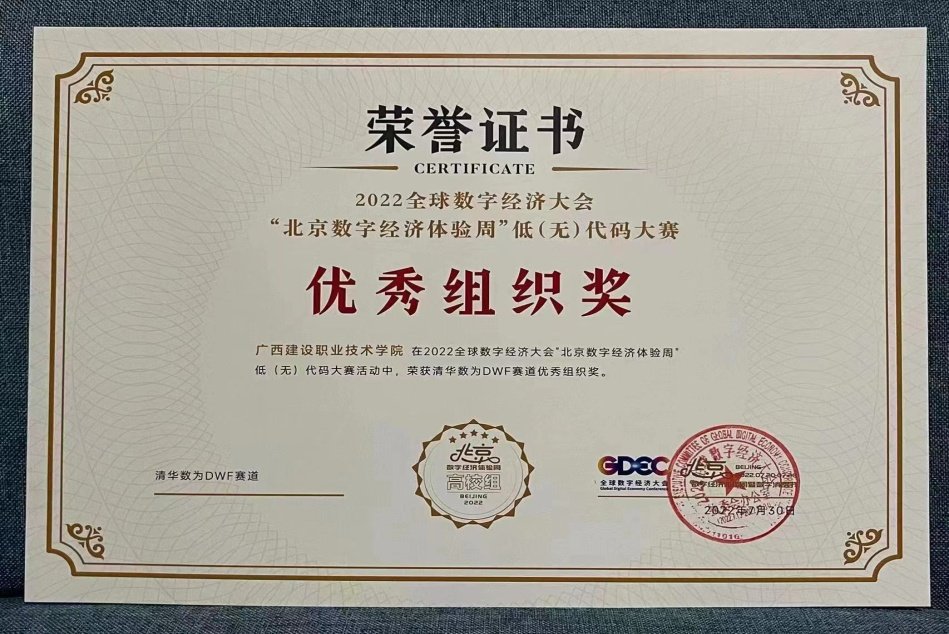 荣誉证书
CERTIFICATE
2022全球数字经济大会
“北京数字经济体验周”低(无)代码大赛
优秀组织奖
广西建设职业技术学院 在2022全球数字经济大会“北京数字经济体验周”
低（无）代码大赛活动中，荣获清华数为DWF赛道优秀组织奖。
清华数为DWF赛道
北京
数字经济体验周
高校组
BEIJING
2022
GDEC
全球数字经济大会
Global Digital Economy Conference
北京
BEIJING
2022年7月30日